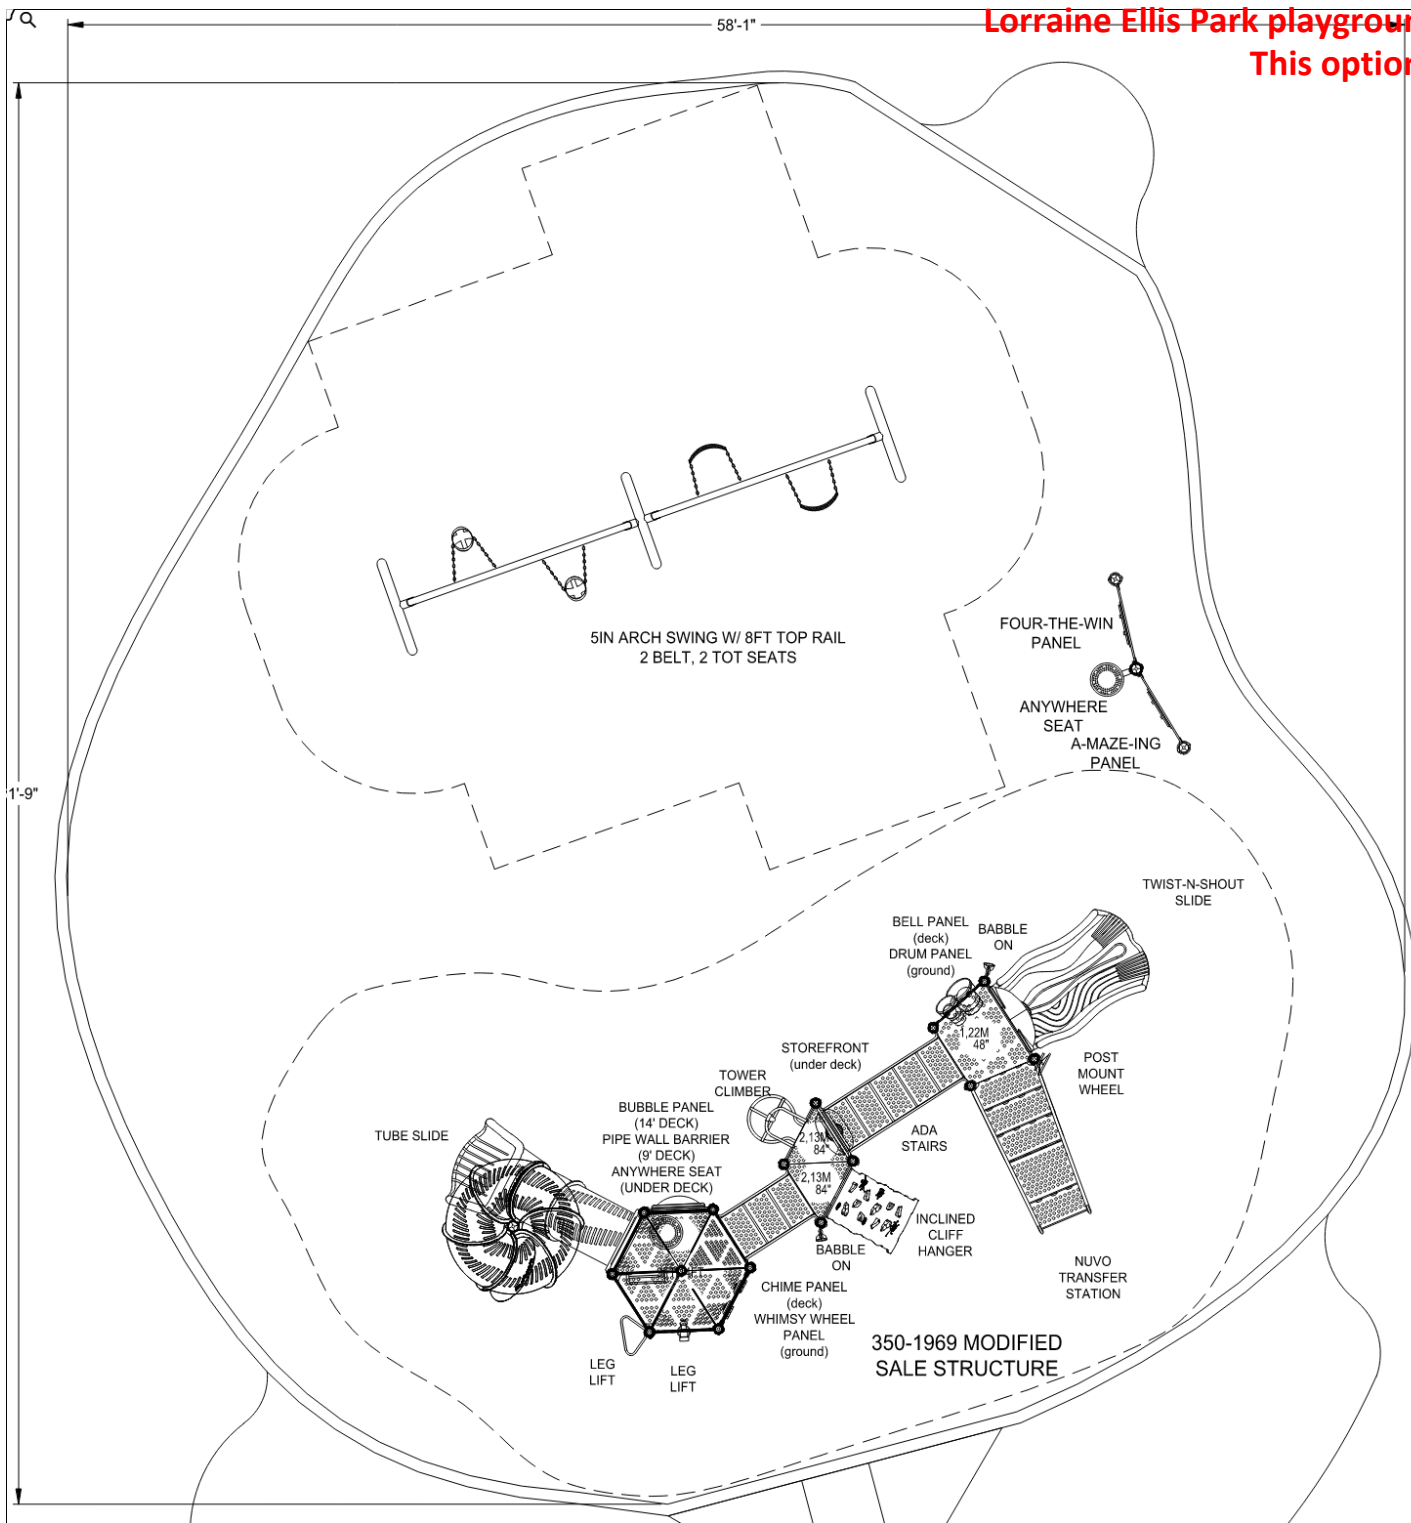 58'-1"
Lorraine Ellis Park
This option
1'-9"
5IN ARCH SWING W/ 8FT TOP RAIL
2 BELT, 2 TOT SEATS
FOUR-THE-WIN
PANEL
ANYWHERE
SEAT
A-MAZE-ING
PANEL
TWIST-N-SHOUT
SLIDE
BELL PANEL
(deck)
DRUM PANEL
(ground)
BABBLE
ON
1,22M
48"
POST
MOUNT
WHEEL
STOREFRONT
(under deck)
TOWER
CLIMBER
ADA
STAIRS
BUBBLE PANEL
(14' DECK)
PIPE WALL BARRIER
(9' DECK)
ANYWHERE SEAT
(UNDER DECK)
TUBE SLIDE
2,13M
84"
2,13M
84"
INCLINED
CLIFF
HANGER
BABBLE
ON
NUVO
TRANSFER
STATION
CHIME PANEL
(deck)
WHIMSY WHEEL
PANEL
(ground)
350-1969 MODIFIED
SALE STRUCTURE
LEG
LIFT
LEG
LIFT